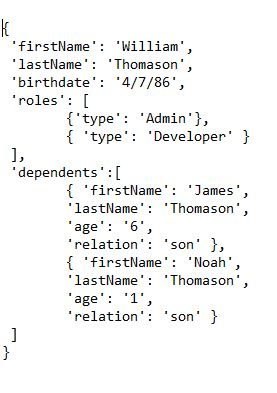 {
'firstName': 'William',
'lastName': 'Thomason',
'birthdate': '4/7/86',
'roles': [
{'type': 'Admin'},
{ 'type': 'Developer' }
],
'dependents':[
{ 'firstName': 'James',
'lastName': 'Thomason',
'age': '6',
'relation': 'son' },
{ 'firstName': 'Noah',
'lastName': 'Thomason',
'age': '1',
'relation': 'son' }
]
}